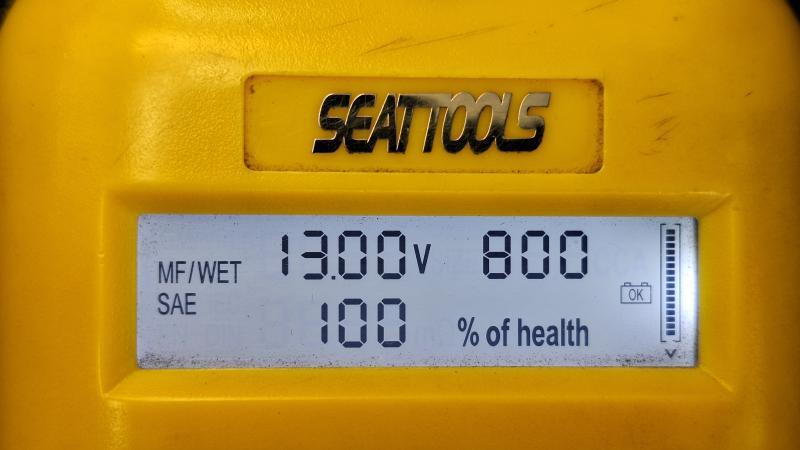 SEATTOOLS
MF/WET 13.00V 800
SAE
100 % of health
OK